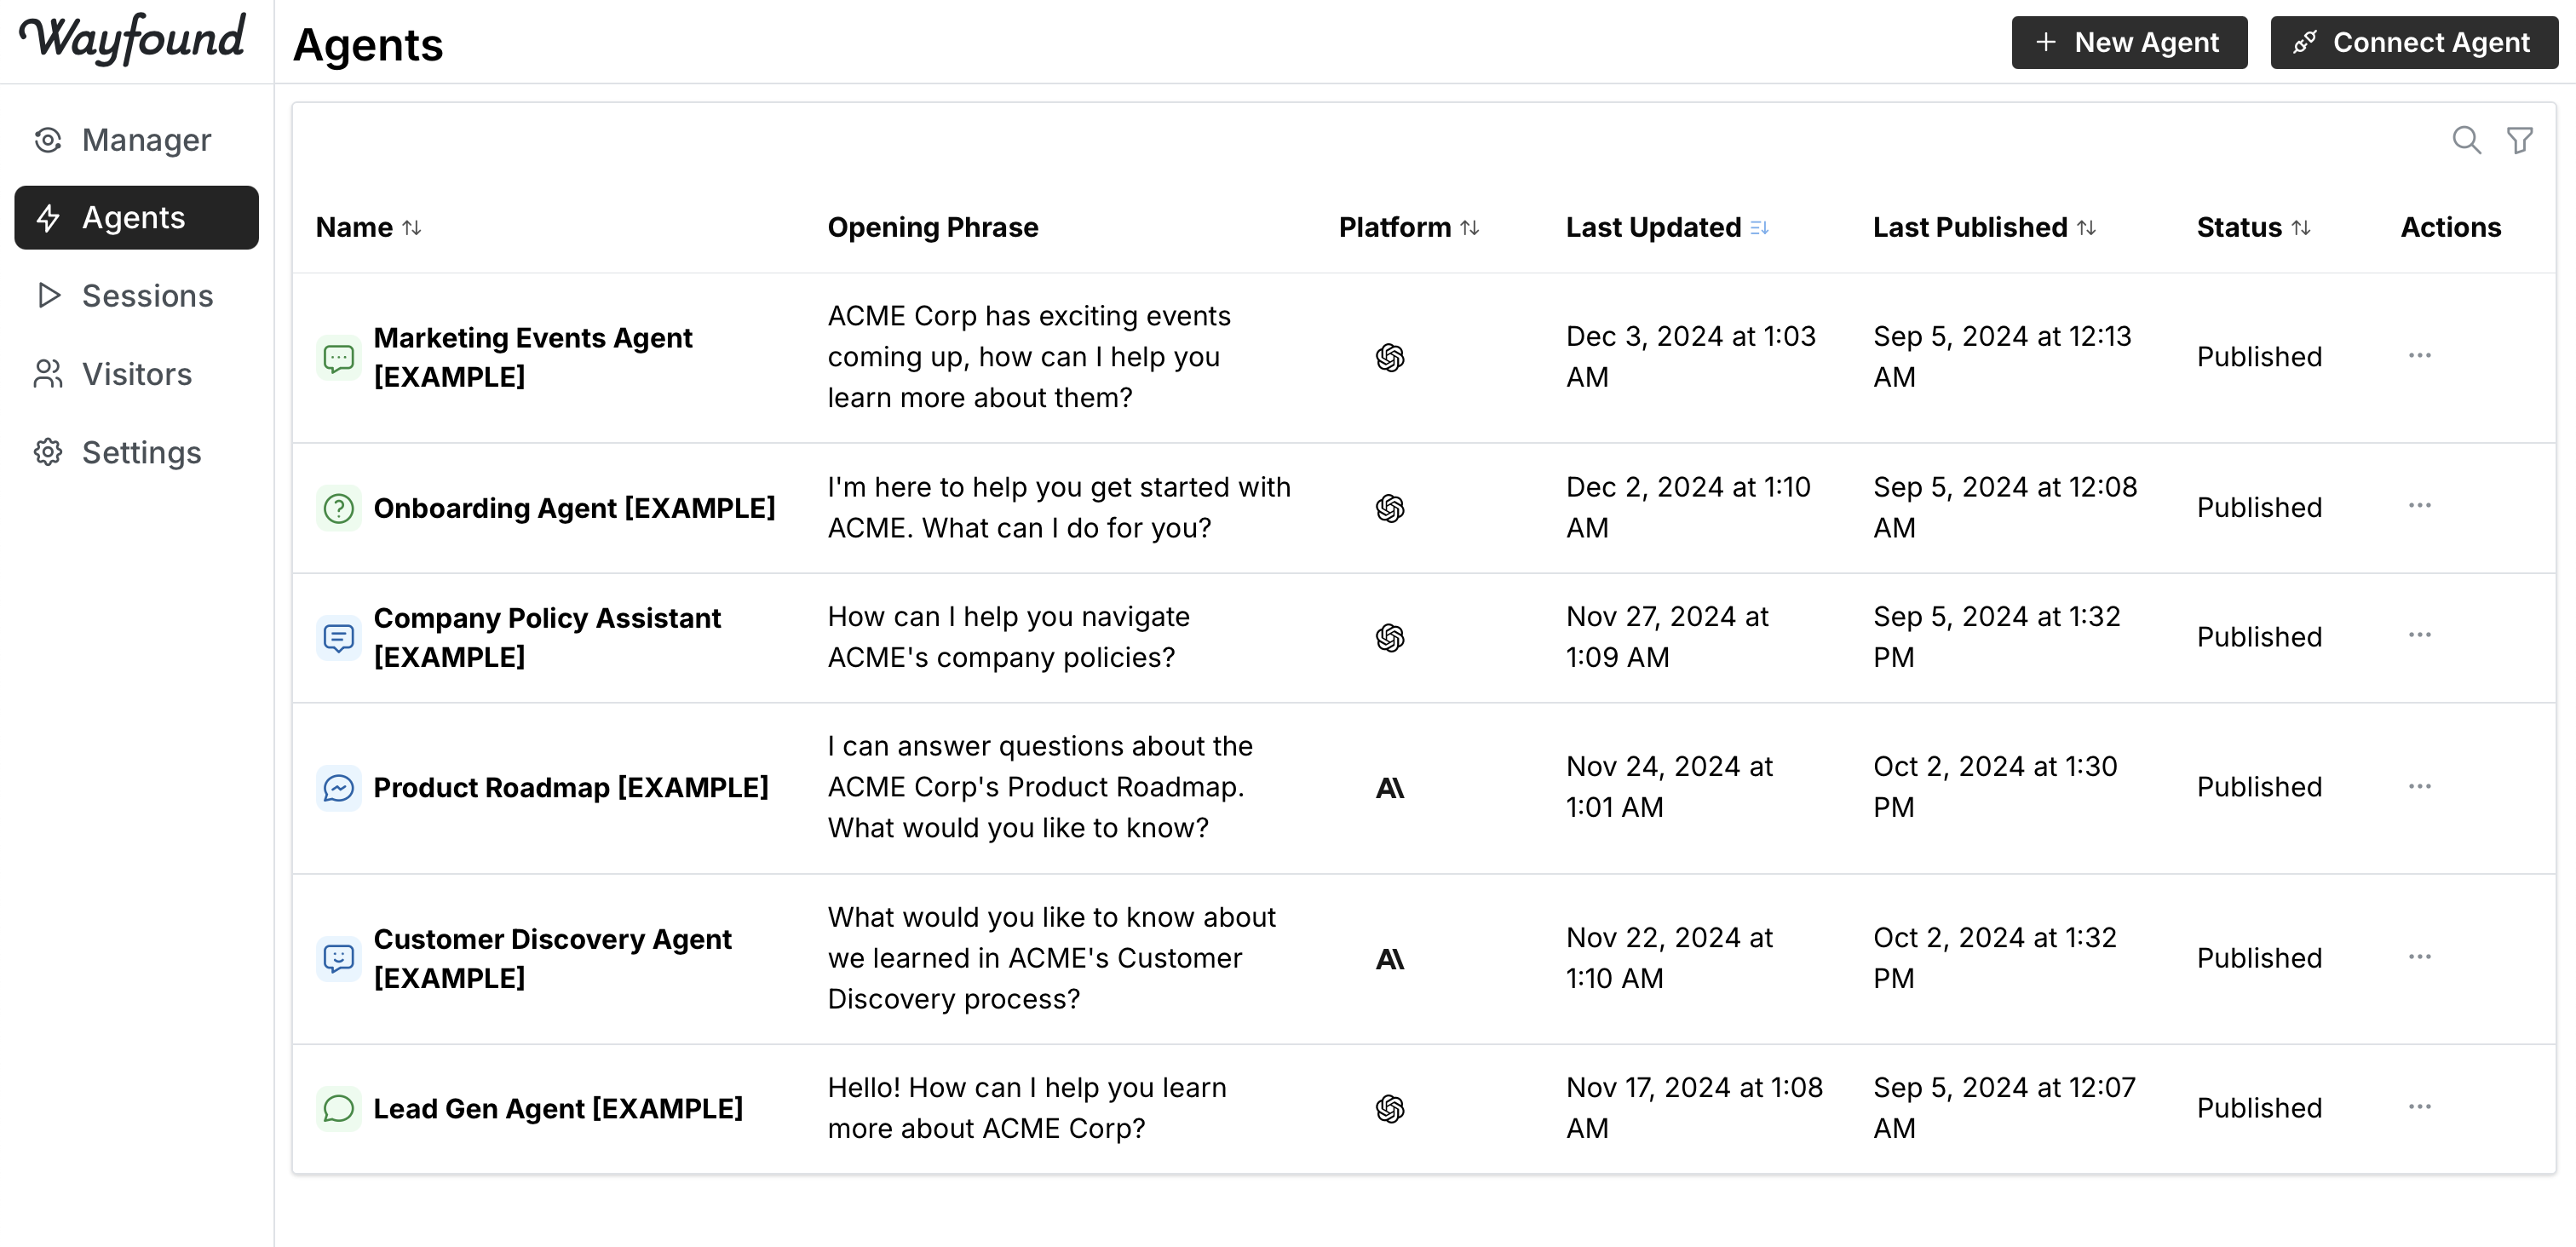 Wayfound
Agents
New Agent
Connect Agent
Manager
Agents
Sessions
Visitors
Settings
Name
Opening Phrase
Platform
Last Updated
Last Published
Status
Actions
Marketing Events Agent
[EXAMPLE]
ACME Corp has exciting events
coming up, how can I help you
learn more about them?
Dec 3, 2024 at 1:03
AM
Sep 5, 2024 at 12:13
AM
Published
Onboarding Agent [EXAMPLE]
I'm here to help you get started with
ACME. What can I do for you?
Dec 2, 2024 at 1:10
AM
Sep 5, 2024 at 12:08
AM
Published
Company Policy Assistant
[EXAMPLE]
How can I help you navigate
ACME's company policies?
Nov 27, 2024 at
1:09 AM
Sep 5, 2024 at 1:32
PM
Published
Product Roadmap [EXAMPLE]
I can answer questions about the
ACME Corp's Product Roadmap.
What would you like to know?
Nov 24, 2024 at
1:01 AM
Oct 2, 2024 at 1:30
PM
Published
Customer Discovery Agent
[EXAMPLE]
What would you like to know about
we learned in ACME's Customer
Discovery process?
Nov 22, 2024 at
1:10 AM
Oct 2, 2024 at 1:32
PM
Published
Lead Gen Agent [EXAMPLE]
Hello! How can I help you learn
more about ACME Corp?
Nov 17, 2024 at 1:08
AM
Sep 5, 2024 at 12:07
AM
Published